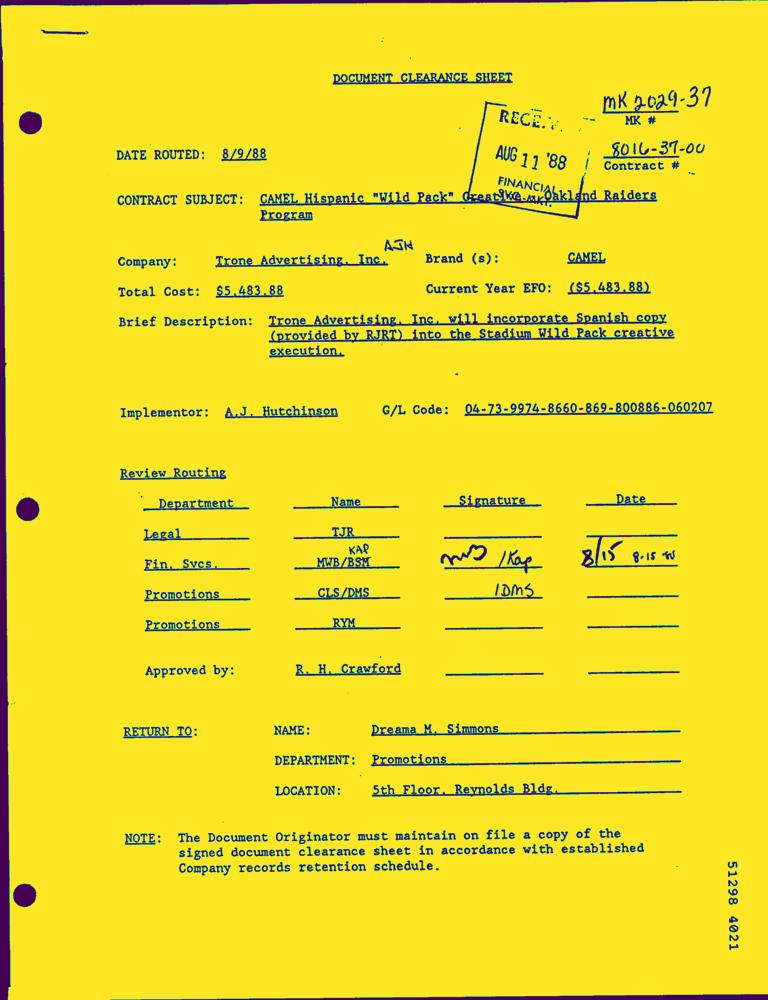 DOCUMENT CLEARANCE SHEET
MK 2029-37
MK #
AUG 11 '88
FINANCIAL
8016-37-00
Contract #
DATE ROUTED: 8/9/88
CONTRACT SUBJECT: CAMEL Hispanic "Wild Pack" Creative - Oakland Raiders
Program
AJH
Company: Trone Advertising, Inc. Brand (s): CAMEL
Total Cost: $5,483.88 Current Year EFO: ($5,483.88)
Brief Description: Trone Advertising, Inc. will incorporate Spanish copy
(provided by RJRT) into the Stadium Wild Pack creative
execution.
Implementor: A.J. Hutchinson G/L Code: 04-73-9974-8660-869-800886-060207
Review Routing
Department Name Signature Date
Legal TJR
KAP
Fin. Svcs. MWB/BSM /Kap 8/15 8-15
Promotions CLS/DMS /DMS
Promotions RYM
Approved by: R. H. Crawford
RETURN TO: NAME: Dreama M. Simmons
DEPARTMENT: Promotions
LOCATION: 5th Floor, Reynolds Bldg.
NOTE: The Document Originator must maintain on file a copy of the
signed document clearance sheet in accordance with established
Company records retention schedule.
51298 4021